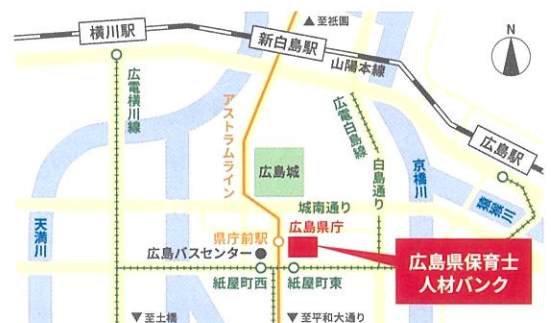 ▲至祇園
N
横川駅
新白島駅
山陽本線
広島駅
広電横川線
アストラムライン
広電白島線
白島通り
京橋川
猿猴川
天満川
広島城
城南通り
県庁前駅
広島県庁
広島バスセンター
紙屋町西
紙屋町東
広島県保育士
人材バンク
▼至土橋
▼至平和大通り